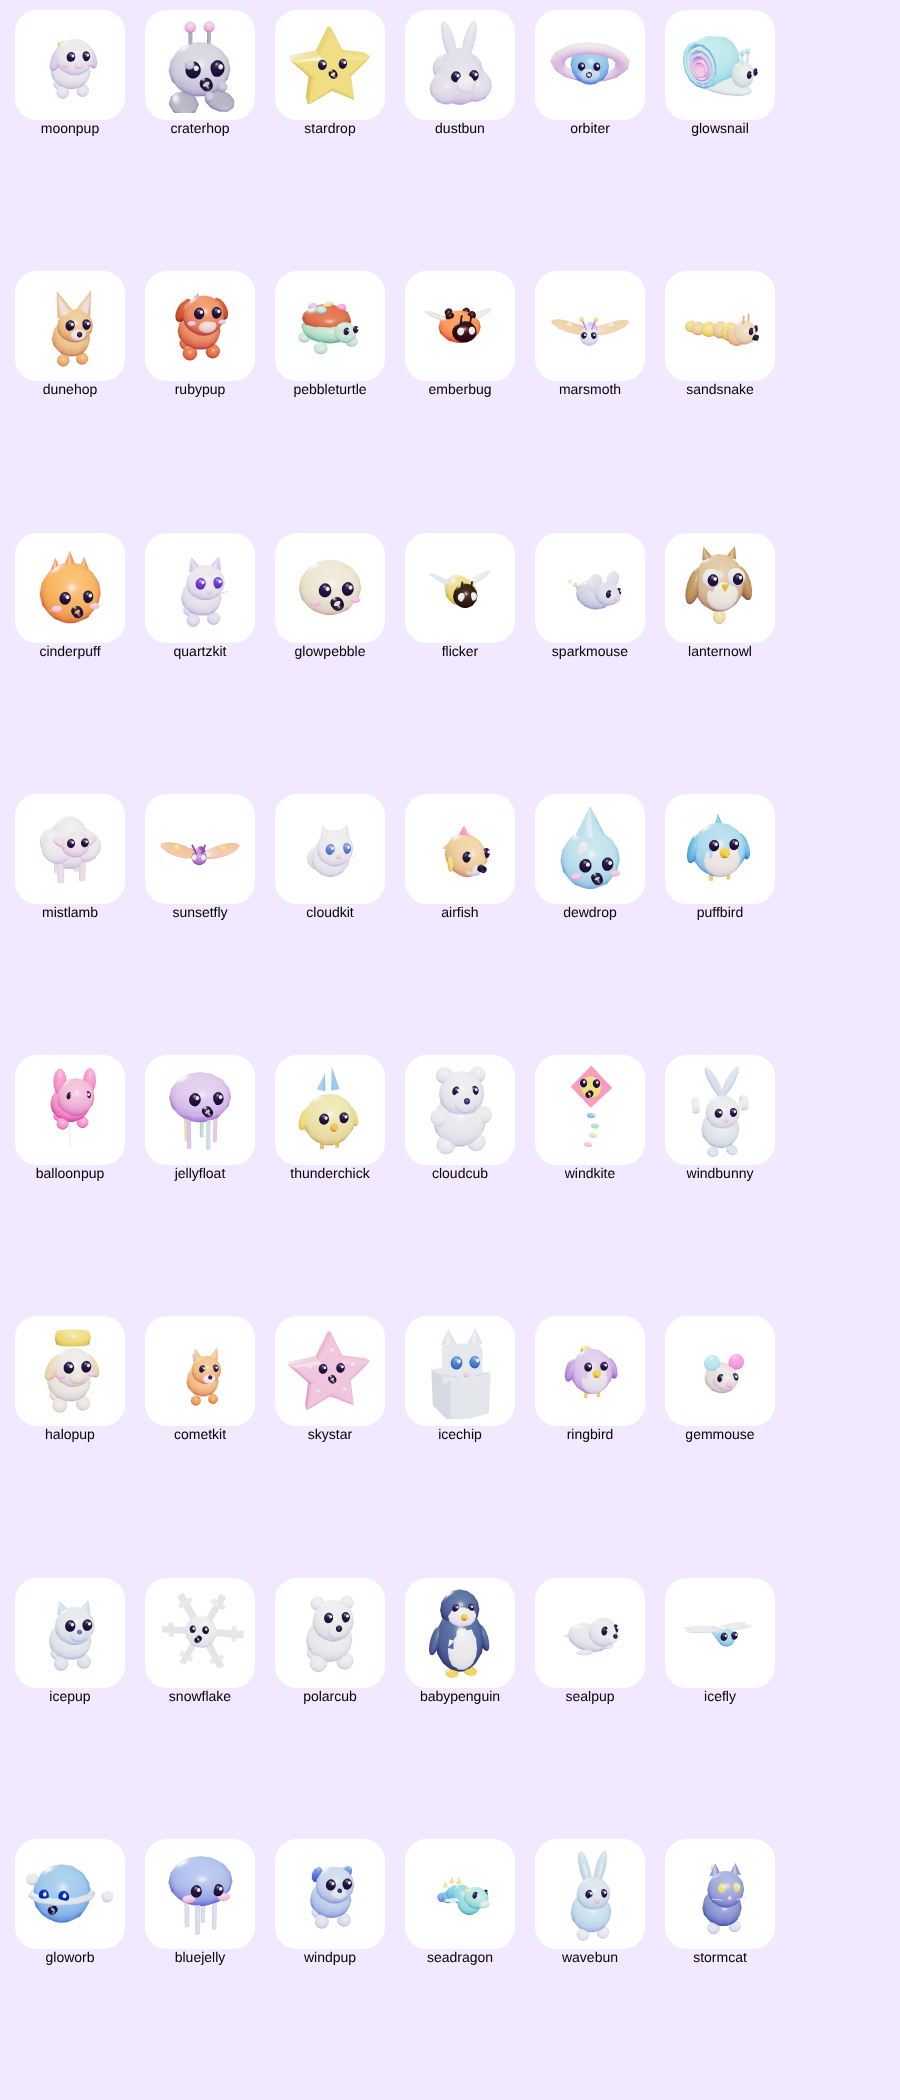 moonpup craterhop stardrop dustbun orbiter glowsnail
dunehop rubypup pebbleturtle emberbug marsmoth sandsnake
cinderpuff quartzkit glowpebble flicker sparkmouse lanternowl
mistlamb sunsetfly cloudkit airfish dewdrop puffbird
balloonpup jellyfloat thunderchick cloudcub windkite windbunny
halopup cometkit skystar icechip ringbird gemmouse
icepup snowflake polarcub babypenguin sealpup icefly
gloworb bluejelly windpup seadragon wavebun stormcat